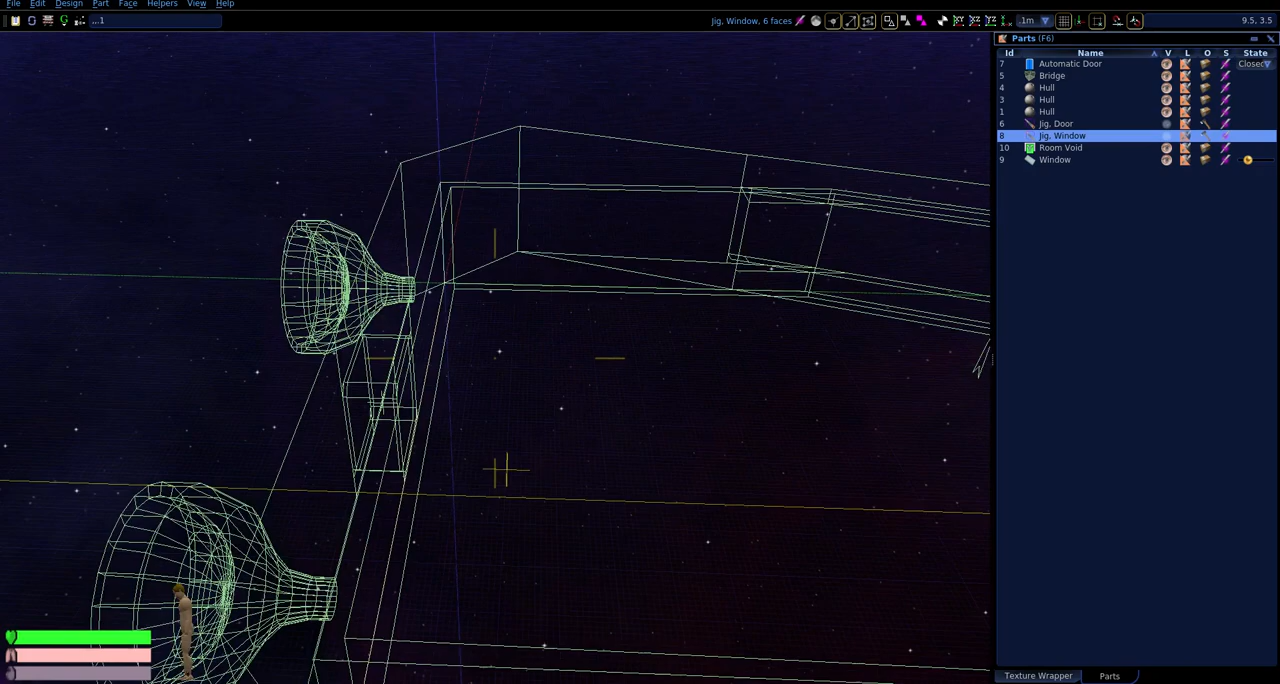 File Edit Design Part Face Helpers View Help
...1 Jig, Window, 6 faces 1m 9.5, 3.5
Parts (F6)
Id Name V L O S State
7 Automatic Door Closed
5 Bridge
4 Hull
3 Hull
1 Hull
6 Jig, Door
8 Jig, Window
10 Room Void
9 Window
Texture Wrapper Parts